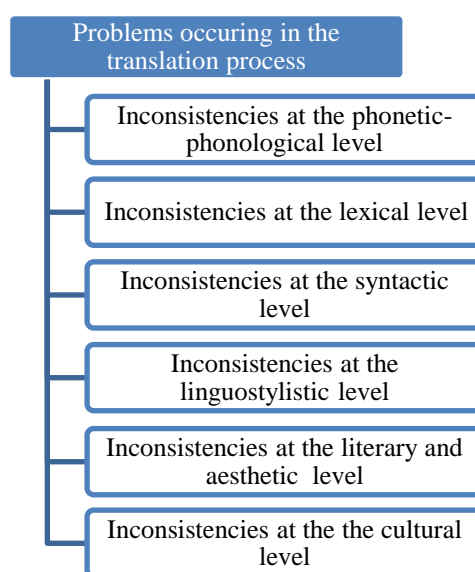 Problems occuring in the
translation process
Inconsistencies at the phonetic-
phonological level
Inconsistencies at the lexical level
Inconsistencies at the syntactic
level
Inconsistencies at the
linguostylistic level
Inconsistencies at the literary and
aesthetic level
Inconsistencies at the the cultural
level